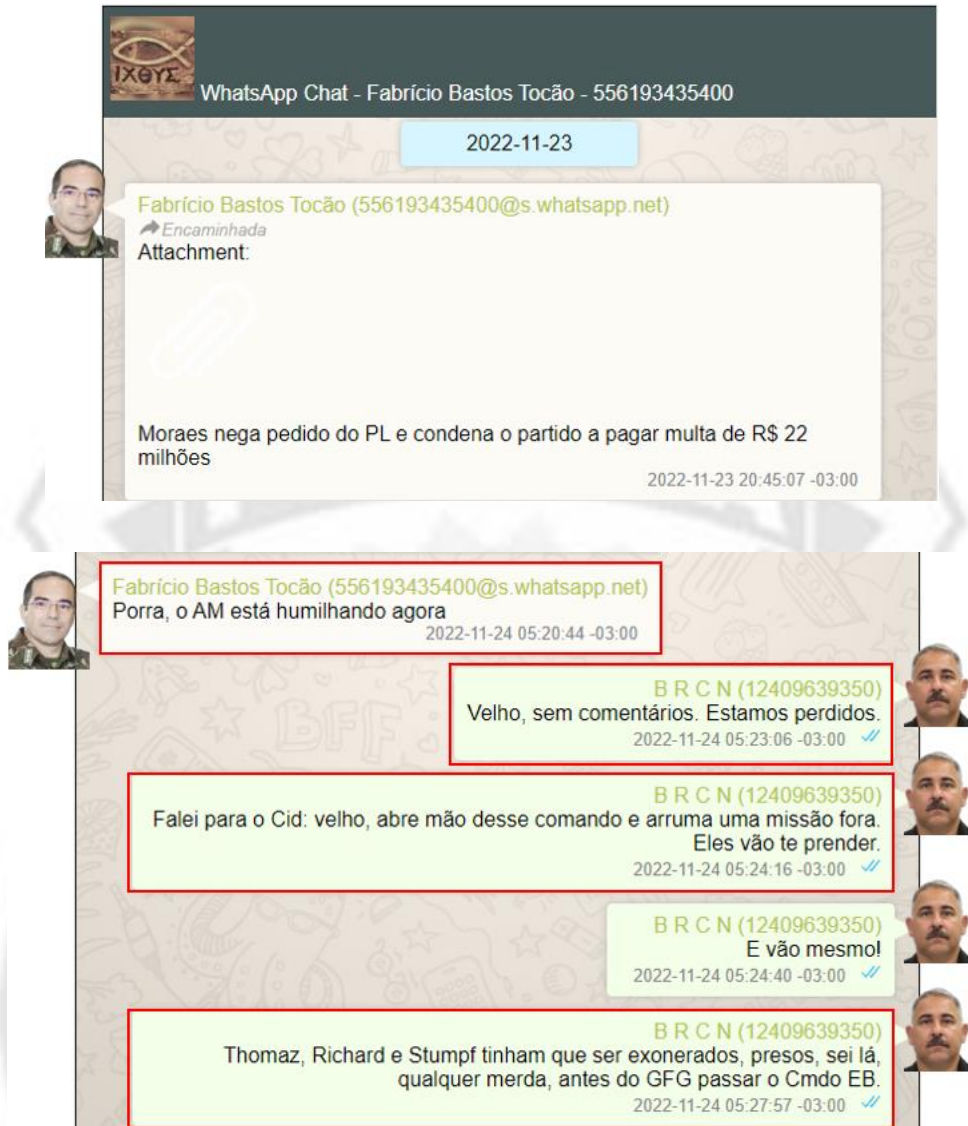 ΙΧΘΥΣ
WhatsApp Chat - Fabrício Bastos Tocão - 556193435400
2022-11-23
Fabrício Bastos Tocão (556193435400@s.whatsapp.net)
Encaminhada
Attachment:
Moraes nega pedido do PL e condena o partido a pagar multa de R$ 22
milhões
2022-11-23 20:45:07 -03:00
Fabrício Bastos Tocão (556193435400@s.whatsapp.net)
Porra, o AM está humilhando agora
2022-11-24 05:20:44 -03:00
B R C N (12409639350)
Velho, sem comentários. Estamos perdidos.
2022-11-24 05:23:06 -03:00
B R C N (12409639350)
Falei para o Cid: velho, abre mão desse comando e arruma uma missão fora.
Eles vão te prender.
2022-11-24 05:24:16 -03:00
B R C N (12409639350)
E vão mesmo!
2022-11-24 05:24:40 -03:00
B R C N (12409639350)
Thomaz, Richard e Stumpf tinham que ser exonerados, presos, sei lá,
qualquer merda, antes do GFG passar o Cmdo EB.
2022-11-24 05:27:57 -03:00
BFF